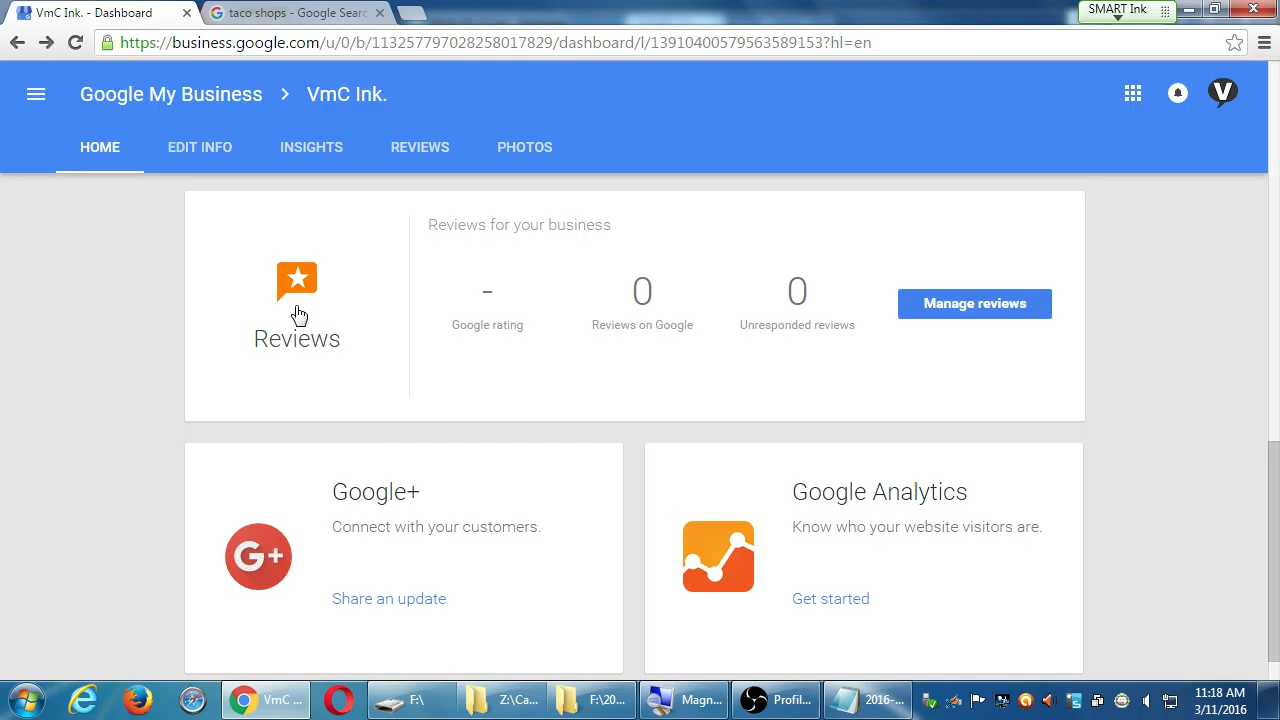 VmC Ink. - Dashboard
taco shops - Google Searc
SMART Ink
https://business.google.com/u/0/b/113257797028258017829/dashboard/l/13910400579563589153?hl=en
Google My Business > VmC Ink.
V
HOME EDIT INFO INSIGHTS REVIEWS PHOTOS
Reviews for your business
Reviews
- 0 0
Google rating Reviews on Google Unresponded reviews
Manage reviews
Google+
Connect with your customers.
G+
Share an update
Google Analytics
Know who your website visitors are.
Get started
VmC ... F:\ Z:\Ca... F:\20... Magn... Profil... 2016-...
11:18 AM
3/11/2016